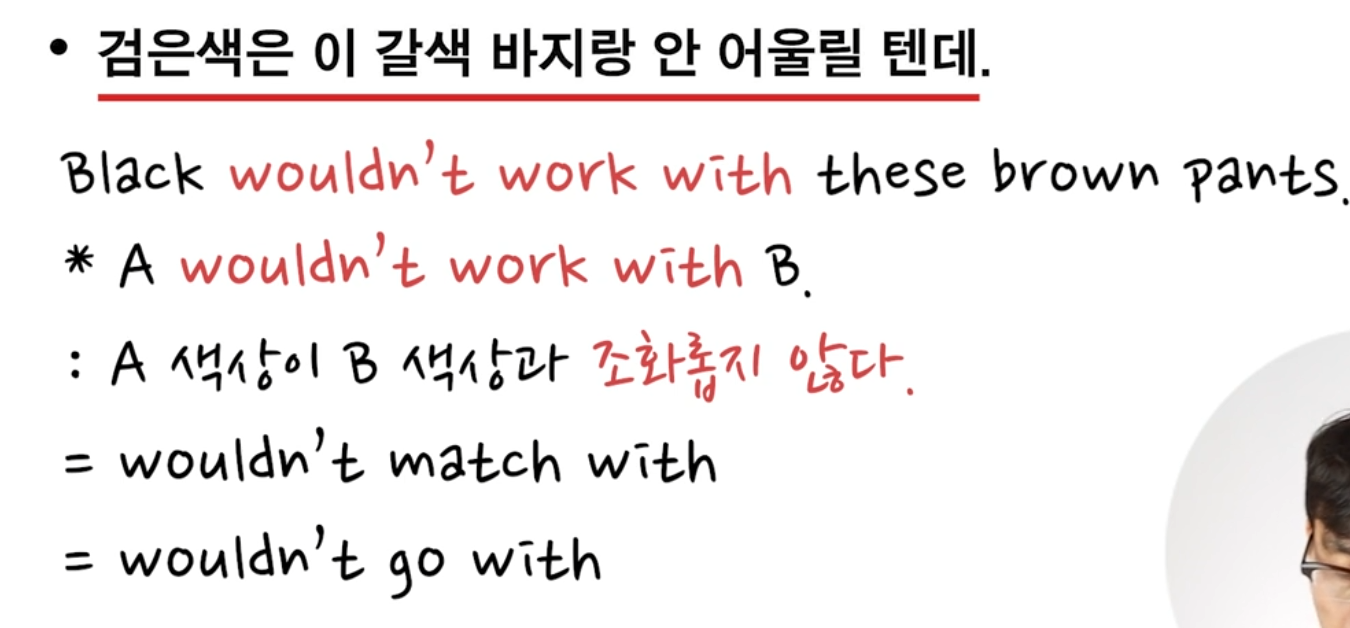 • 검은색은 이 갈색 바지랑 안 어울릴 텐데.
Black wouldn't work with these brown pants.
* A wouldn't work with B.
: A 색상이 B 색상과 조화롭지 않다.
= wouldn't match with
= wouldn't go with